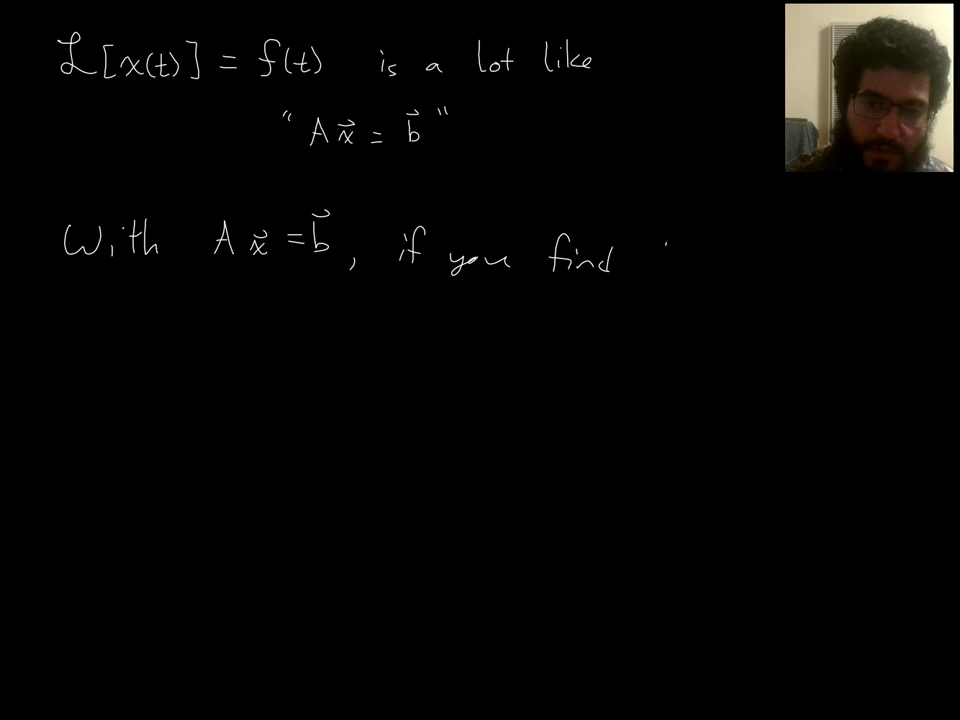 ℒ[x(t)] = f(t) is a lot like
"A x⃗ = b⃗"
With A x⃗ = b⃗, if you find